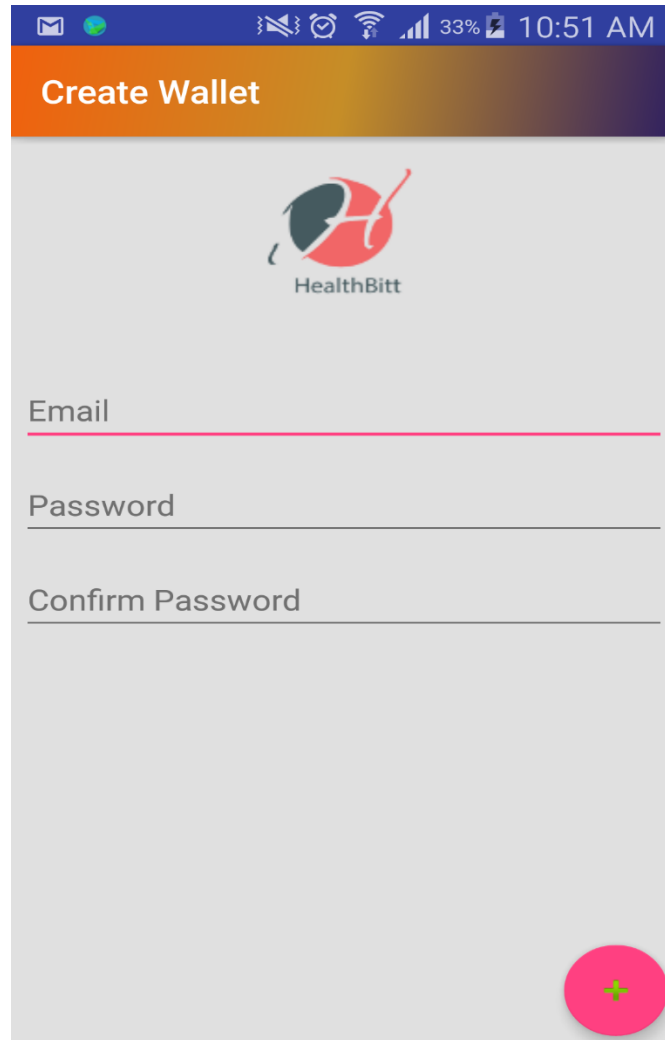 33% 10:51 AM
Create Wallet
HealthBitt
Email
Password
Confirm Password